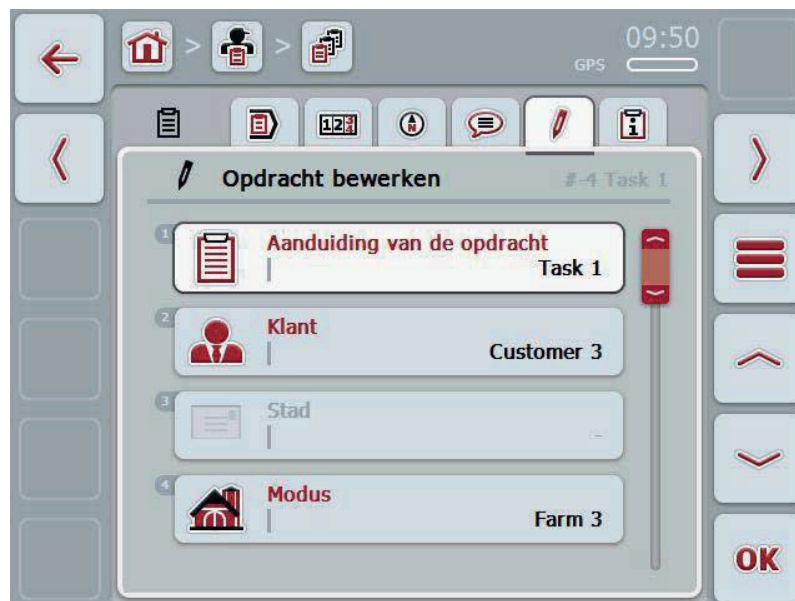 > >
09:50
GPS
Opdracht bewerken #-4 Task 1
1
Aanduiding van de opdracht
Task 1
2
Klant
Customer 3
3
Stad
-
4
Modus
Farm 3
OK